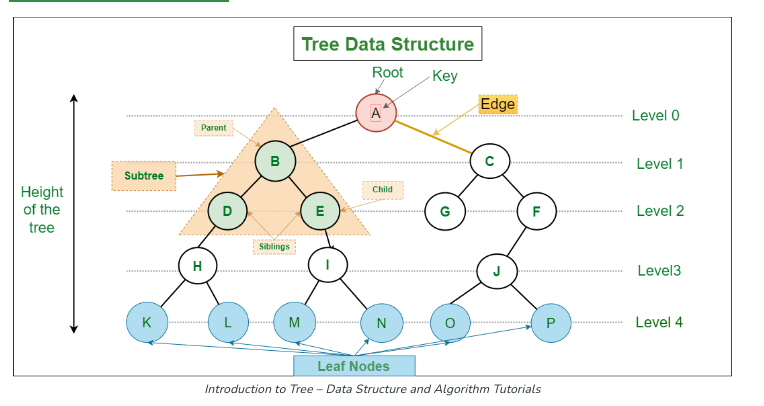 Tree Data Structure
Root
Key
A
Edge
Level 0
Parent
B
C
Level 1
Subtree
Height
of the
tree
Child
D
E
G
F
Level 2
Siblings
H
I
J
Level3
K
L
M
N
O
P
Level 4
Leaf Nodes
Introduction to Tree – Data Structure and Algorithm Tutorials